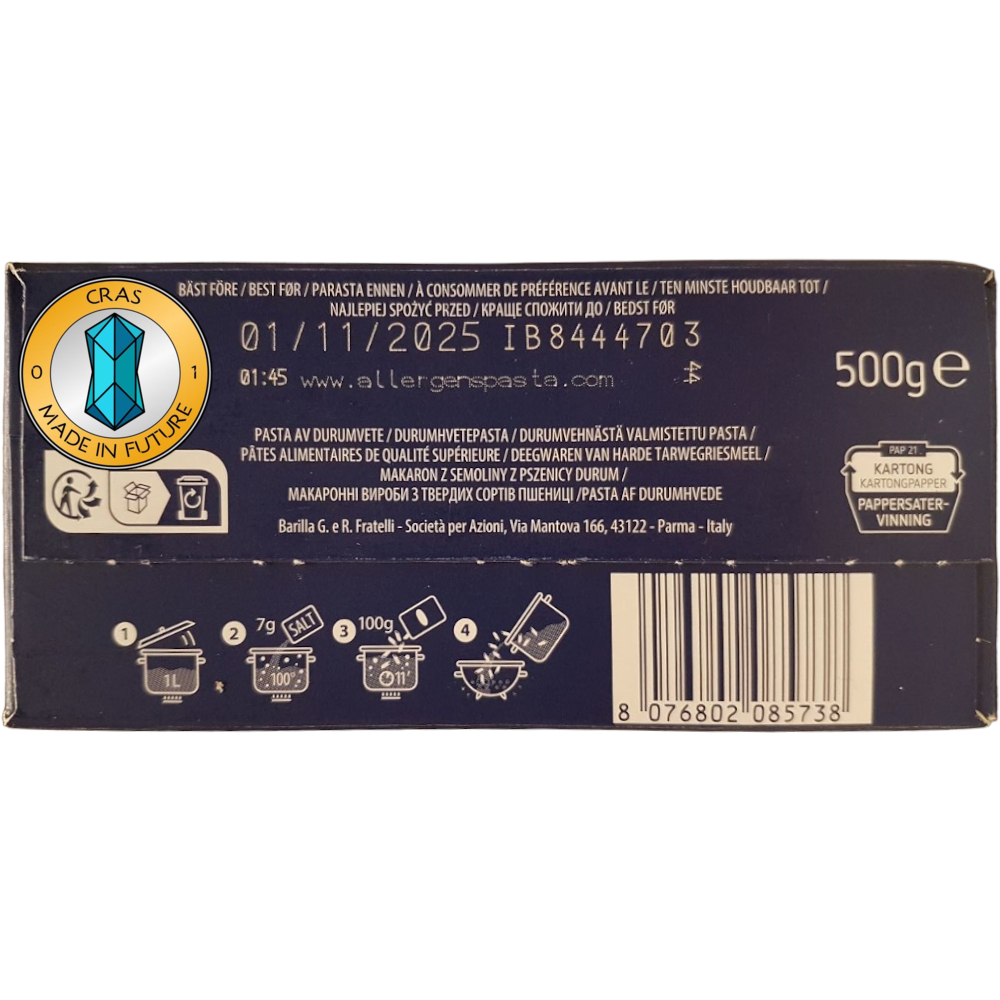 CRAS
0 1
MADE IN FUTURE
BÄST FÖRE / BEST FØR / PARASTA ENNEN / À CONSOMMER DE PRÉFÉRENCE AVANT LE / TEN MINSTE HOUDBAAR TOT /
NAJLEPIEJ SPOŻYĆ PRZED / КРАЩЕ СПОЖИТИ ДО / BEDST FØR
01/11/2025 IB8444703
01:45 www.allergenspasta.com 44
500g e
PASTA AV DURUMVETE / DURUMHVETEPASTA / DURUMVEHNÄSTÄ VALMISTETTU PASTA /
PÂTES ALIMENTAIRES DE QUALITÉ SUPÉRIEURE / DEEGWAREN VAN HARDE TARWEGRIESMEEL /
MAKARON Z SEMOLINY Z PSZENICY DURUM /
МАКАРОННІ ВИРОБИ З ТВЕРДИХ СОРТІВ ПШЕНИЦІ /PASTA AF DURUMHVEDE
Barilla G. e R. Fratelli - Società per Azioni, Via Mantova 166, 43122 - Parma - Italy
PAP 21
KARTONG
KARTONGPAPPER
PAPPERSATER-
VINNING
1 1L
2 7g SALT 100°
3 100g 11'
4
8 076802 085738